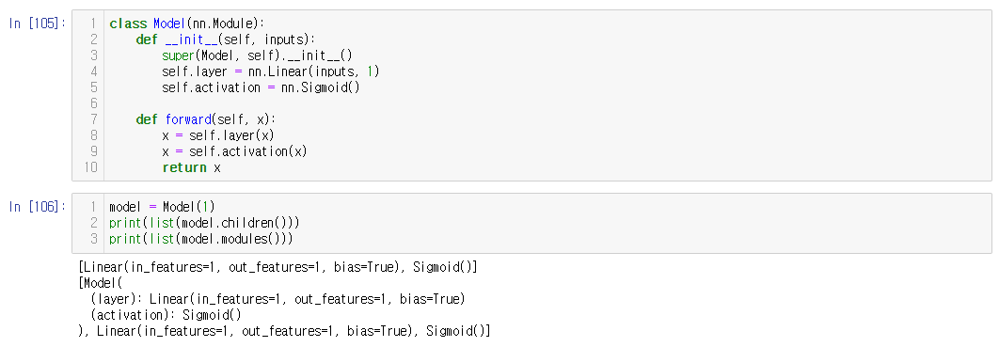 In [105]:
1 class Model(nn.Module):
2     def __init__(self, inputs):
3         super(Model, self).__init__()
4         self.layer = nn.Linear(inputs, 1)
5         self.activation = nn.Sigmoid()
6
7     def forward(self, x):
8         x = self.layer(x)
9         x = self.activation(x)
10         return x
In [106]:
1 model = Model(1)
2 print(list(model.children()))
3 print(list(model.modules()))
[Linear(in_features=1, out_features=1, bias=True), Sigmoid()]
[Model(
  (layer): Linear(in_features=1, out_features=1, bias=True)
  (activation): Sigmoid()
), Linear(in_features=1, out_features=1, bias=True), Sigmoid()]